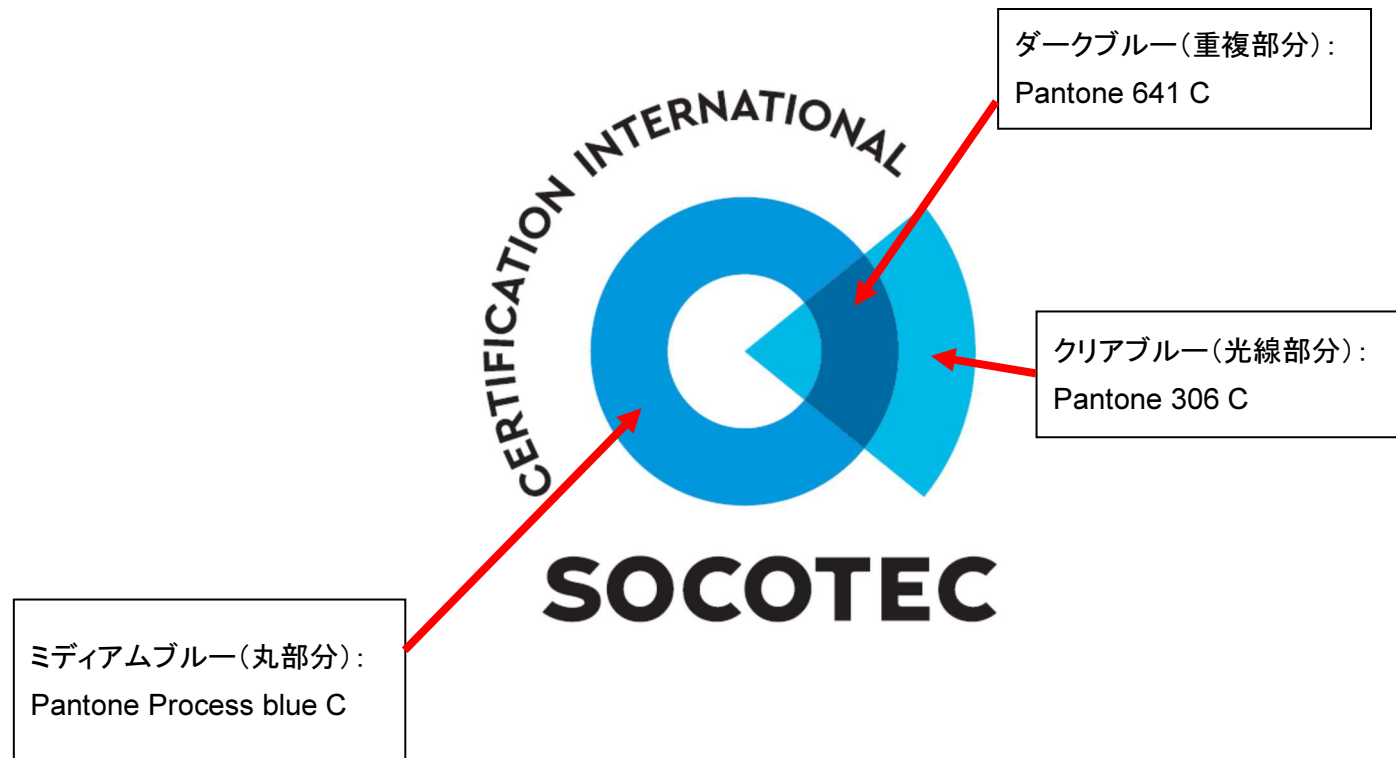 ダークブルー（重複部分）：
Pantone 641 C
CERTIFICATION INTERNATIONAL
クリアブルー（光線部分）：
Pantone 306 C
SOCOTEC
ミディアムブルー（丸部分）：
Pantone Process blue C